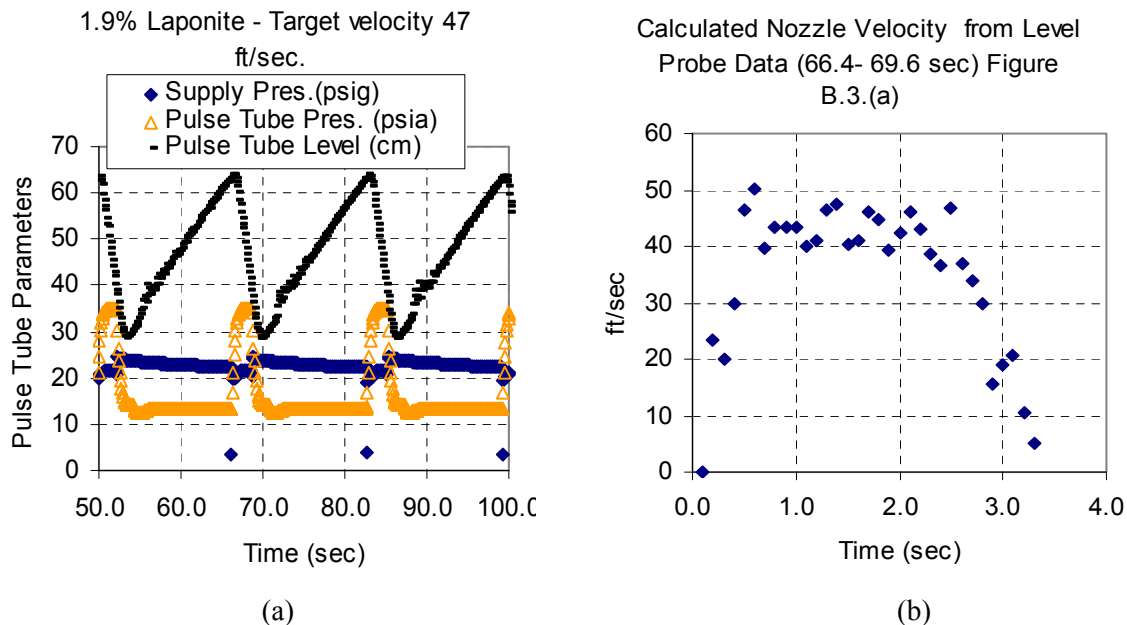 1.9% Laponite - Target velocity 47
ft/sec.
Supply Pres.(psig)
Pulse Tube Pres. (psia)
Pulse Tube Level (cm)
Pulse Tube Parameters
70
60
50
40
30
20
10
0
50.0 60.0 70.0 80.0 90.0 100.0
Time (sec)
(a)
Calculated Nozzle Velocity from Level
Probe Data (66.4- 69.6 sec) Figure
B.3.(a)
ft/sec
60
50
40
30
20
10
0
0.0 1.0 2.0 3.0 4.0
Time (sec)
(b)